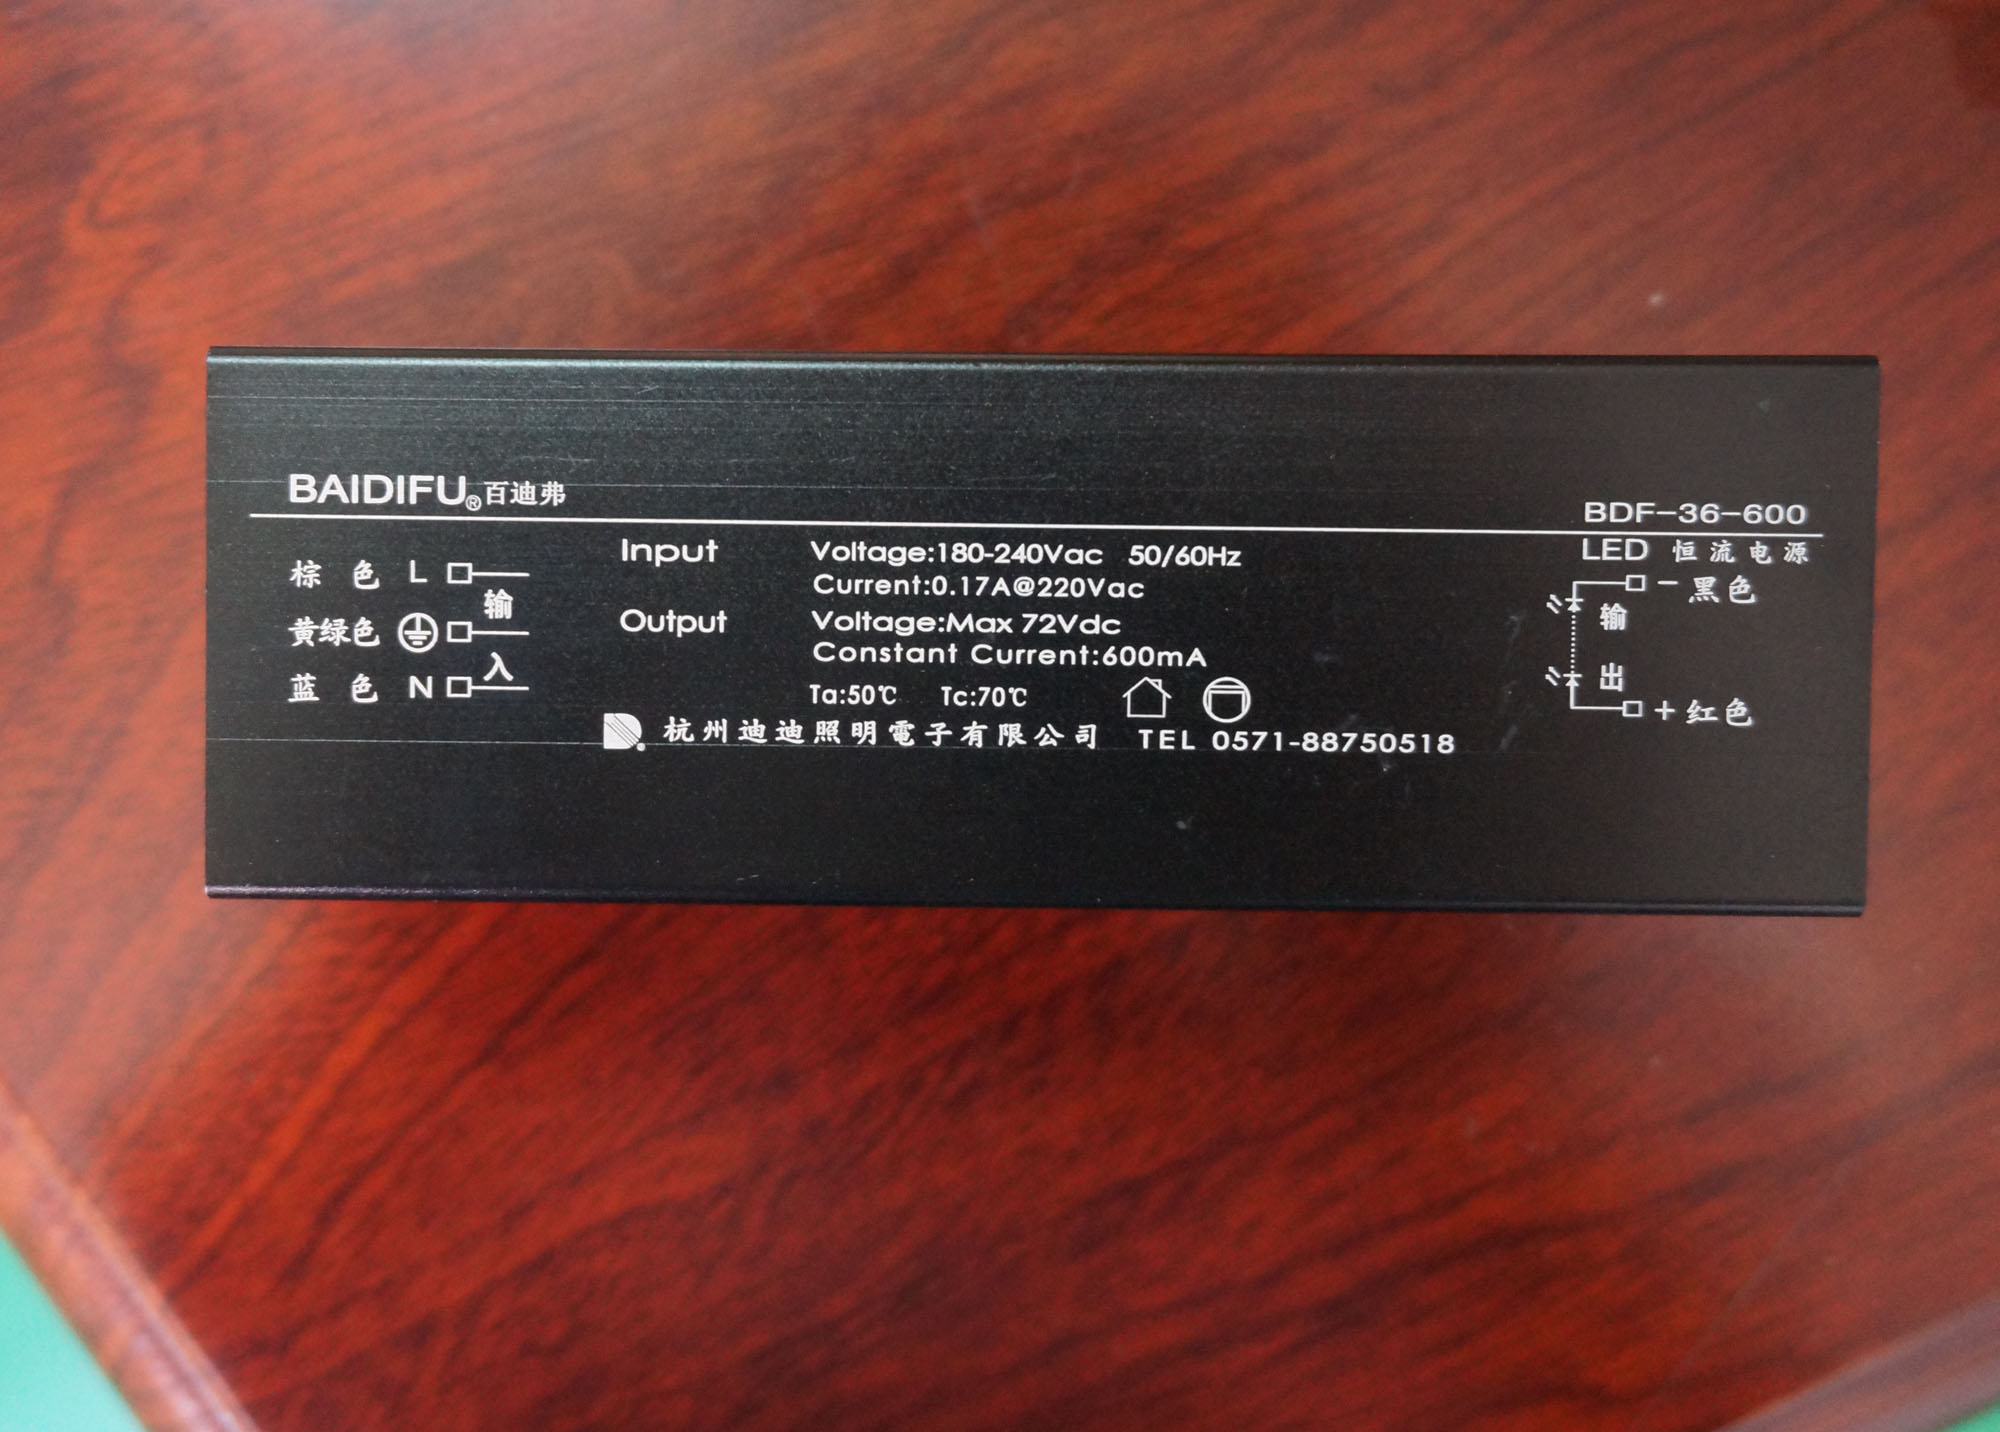 BAIDIFU®百迪弗
BDF-36-600
棕色 L
黄绿色
蓝色 N
输入
Input Voltage:180-240Vac 50/60Hz
Current:0.17A@220Vac
Output Voltage:Max 72Vdc
Constant Current:600mA
Ta:50℃ Tc:70℃
杭州迪迪照明電子有限公司 TEL 0571-88750518
LED 恒流电源
- 黑色
输出
+ 红色